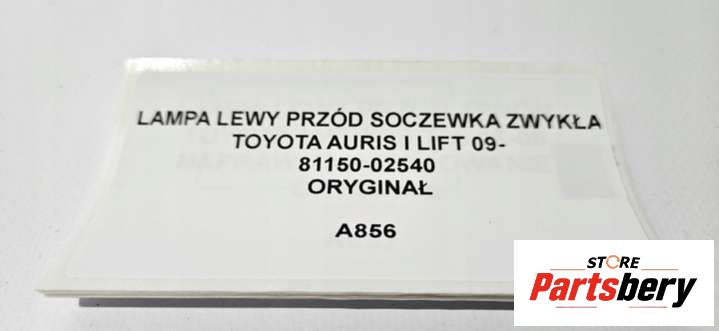 LAMPA LEWY PRZÓD SOCZEWKA ZWYKŁA
TOYOTA AURIS I LIFT 09-
81150-02540
ORYGINAŁ
A856
STORE
Partsbery